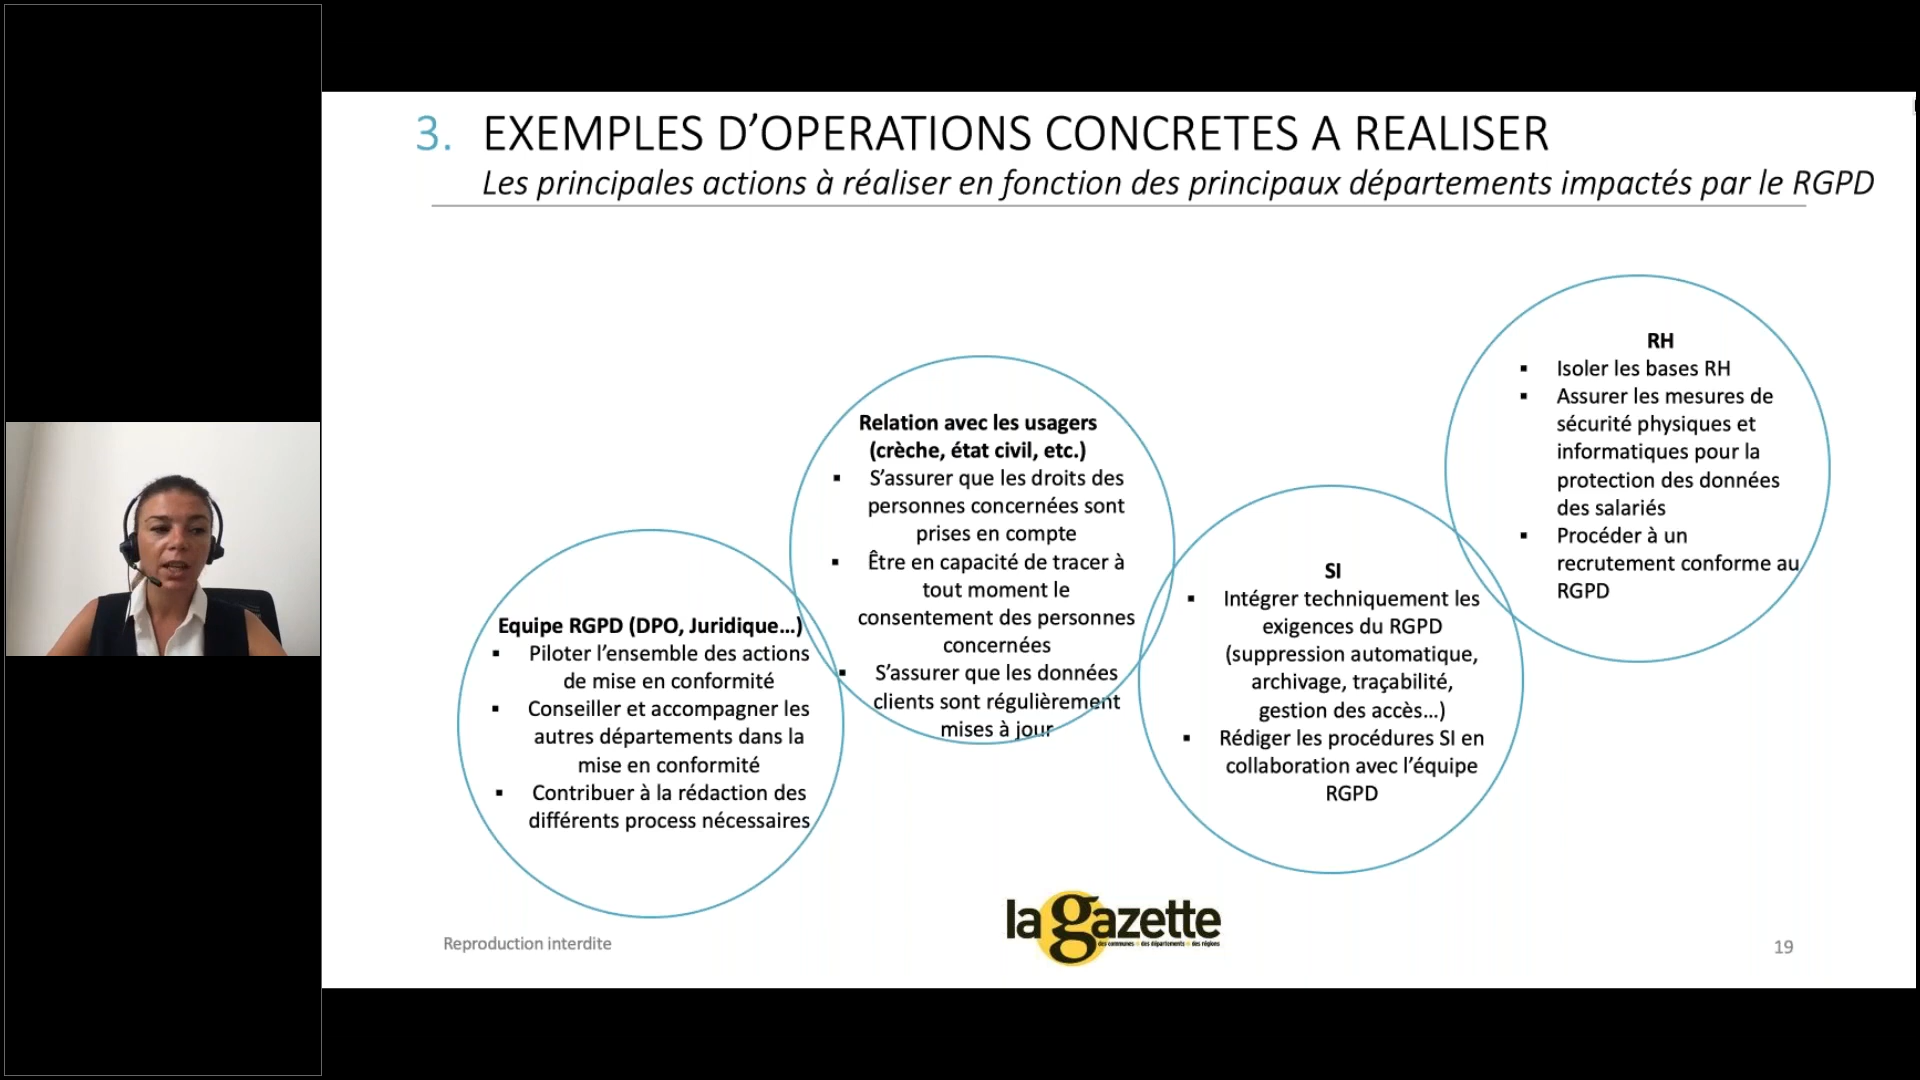 3. EXEMPLES D’OPERATIONS CONCRETES A REALISER
Les principales actions à réaliser en fonction des principaux départements impactés par le RGPD
Equipe RGPD (DPO, Juridique…)
▪ Piloter l’ensemble des actions
de mise en conformité
▪ Conseiller et accompagner les
autres départements dans la
mise en conformité
▪ Contribuer à la rédaction des
différents process nécessaires
Relation avec les usagers
(crèche, état civil, etc.)
▪ S’assurer que les droits des
personnes concernées sont
prises en compte
▪ Être en capacité de tracer à
tout moment le
consentement des personnes
concernées
▪ S’assurer que les données
clients sont régulièrement
mises à jour
SI
▪ Intégrer techniquement les
exigences du RGPD
(suppression automatique,
archivage, traçabilité,
gestion des accès…)
▪ Rédiger les procédures SI en
collaboration avec l’équipe
RGPD
RH
▪ Isoler les bases RH
▪ Assurer les mesures de
sécurité physiques et
informatiques pour la
protection des données
des salariés
▪ Procéder à un
recrutement conforme au
RGPD
Reproduction interdite
la gazette
des communes des départements des régions
19